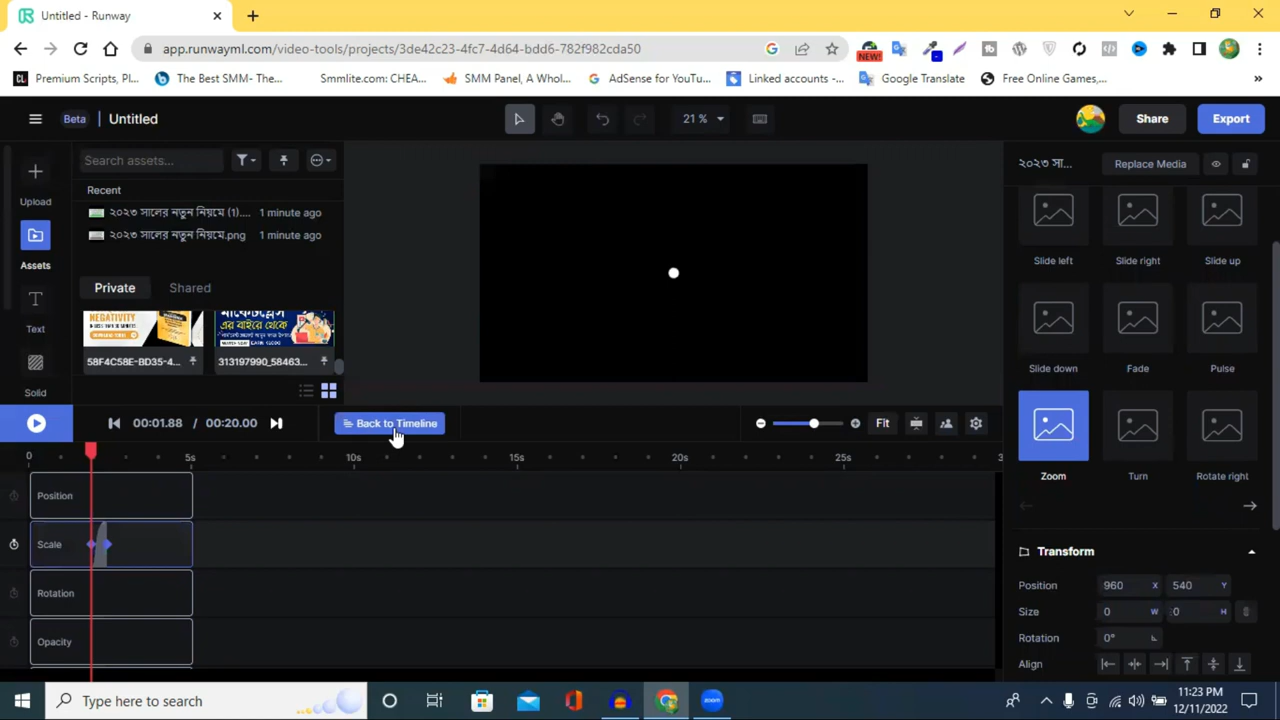 Untitled - Runway
app.runwayml.com/video-tools/projects/3de42c23-4fc7-4d64-bdd6-782f982cda50
NEW!
Premium Scripts, Pl...
The Best SMM- The...
Smmlite.com: CHEA...
SMM Panel, A Whol...
AdSense for YouTu...
Linked accounts -...
Google Translate
Free Online Games,...
Beta
Untitled
21 %
Share
Export
Search assets...
Upload
Recent
২০২৩ সালের নতুন নিয়মে (1)....
1 minute ago
২০২৩ সালের নতুন নিয়মে.png
1 minute ago
Assets
Private
Shared
Text
NEGATIVITY
মার্কেটপ্লেস
এর বাইরে থেকে
58F4C58E-BD35-4...
313197990_58463...
Solid
২০২৩ সা...
Replace Media
Slide left
Slide right
Slide up
Slide down
Fade
Pulse
Zoom
Turn
Rotate right
00:01.88 / 00:20.00
Back to Timeline
Fit
0
5s
10s
15s
20s
25s
3
Position
Scale
Rotation
Opacity
Transform
Position
960 X
540 Y
Size
0 W
0 H
Rotation
0°
Align
Type here to search
11:23 PM
12/11/2022